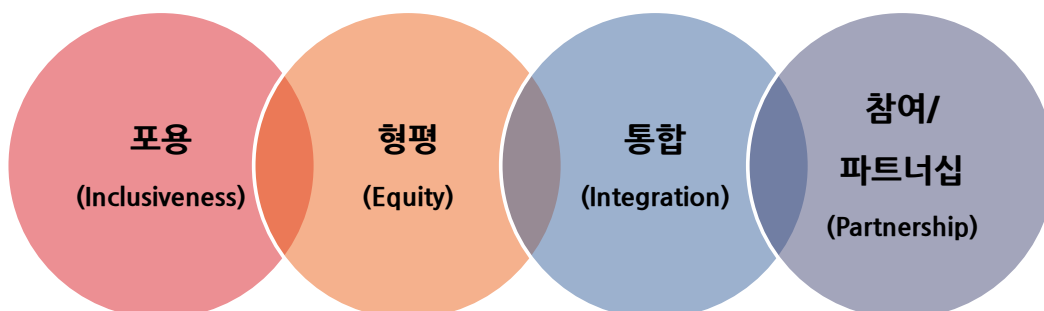 포용
(Inclusiveness)
형평
(Equity)
통합
(Integration)
참여/
파트너십
(Partnership)